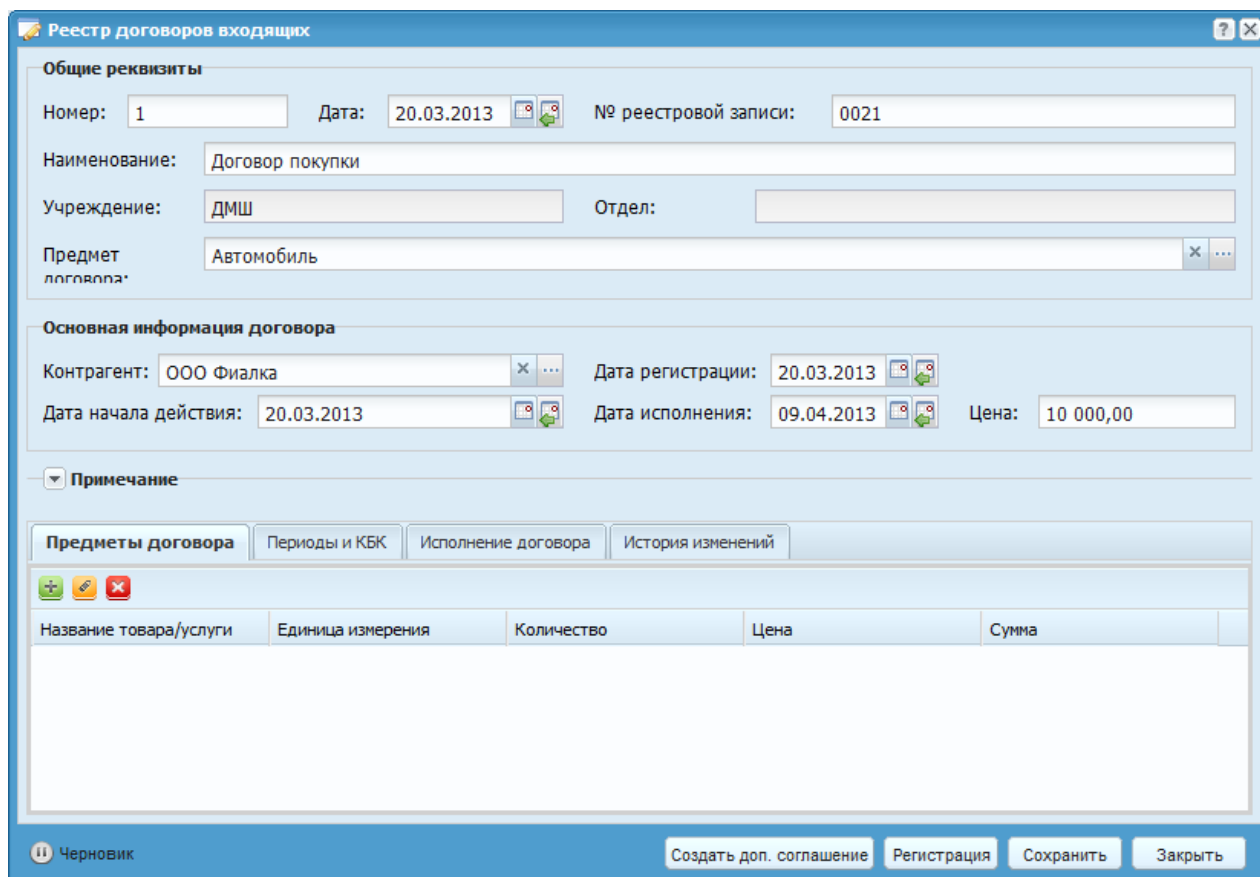 Реестр договоров входящих
Общие реквизиты
Номер: 1 Дата: 20.03.2013 № реестровой записи: 0021
Наименование: Договор покупки
Учреждение: ДМШ Отдел:
Предмет договора: Автомобиль
Основная информация договора
Контрагент: ООО Фиалка Дата регистрации: 20.03.2013
Дата начала действия: 20.03.2013 Дата исполнения: 09.04.2013 Цена: 10 000,00
Примечание
Предметы договора Периоды и КБК Исполнение договора История изменений
Название товара/услуги Единица измерения Количество Цена Сумма
Черновик Создать доп. соглашение Регистрация Сохранить Закрыть